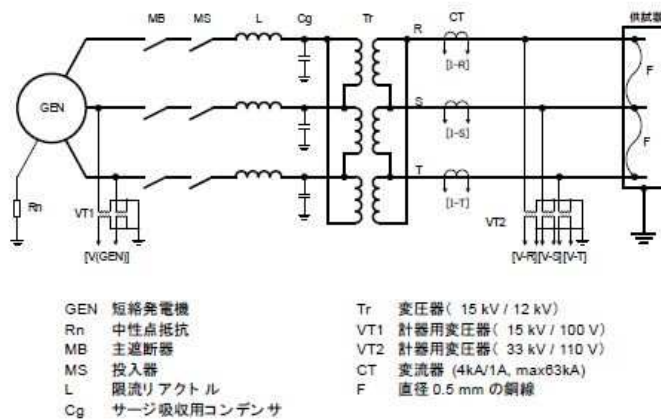 MB MS L Cg Tr R CT 供試器
[I-R] F
GEN S
[I-S] F
T
Rn VT1 [I-T] VT2
[V(GEN)] [V-R][V-S][V-T]
GEN 短絡発電機
Rn 中性点抵抗
MB 主遮断器
MS 投入器
L 限流リアクトル
Cg サージ吸収用コンデンサ
Tr 変圧器( 15 kV / 12 kV)
VT1 計器用変圧器( 15 kV / 100 V)
VT2 計器用変圧器( 33 kV / 110 V)
CT 変流器 (4kA/1A, max63kA)
F 直径 0.5 mm の銅線